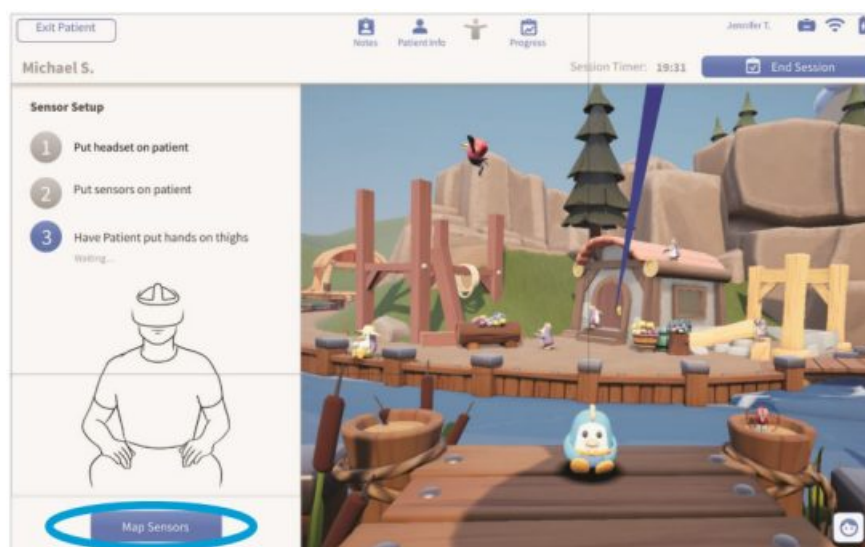 Exit Patient
Notes
Patient Info
Progress
Jennifer T.
Michael S.
Session Timer: 19:31
End Session
Sensor Setup
1 Put headset on patient
2 Put sensors on patient
3 Have Patient put hands on thighs
Waiting...
Map Sensors